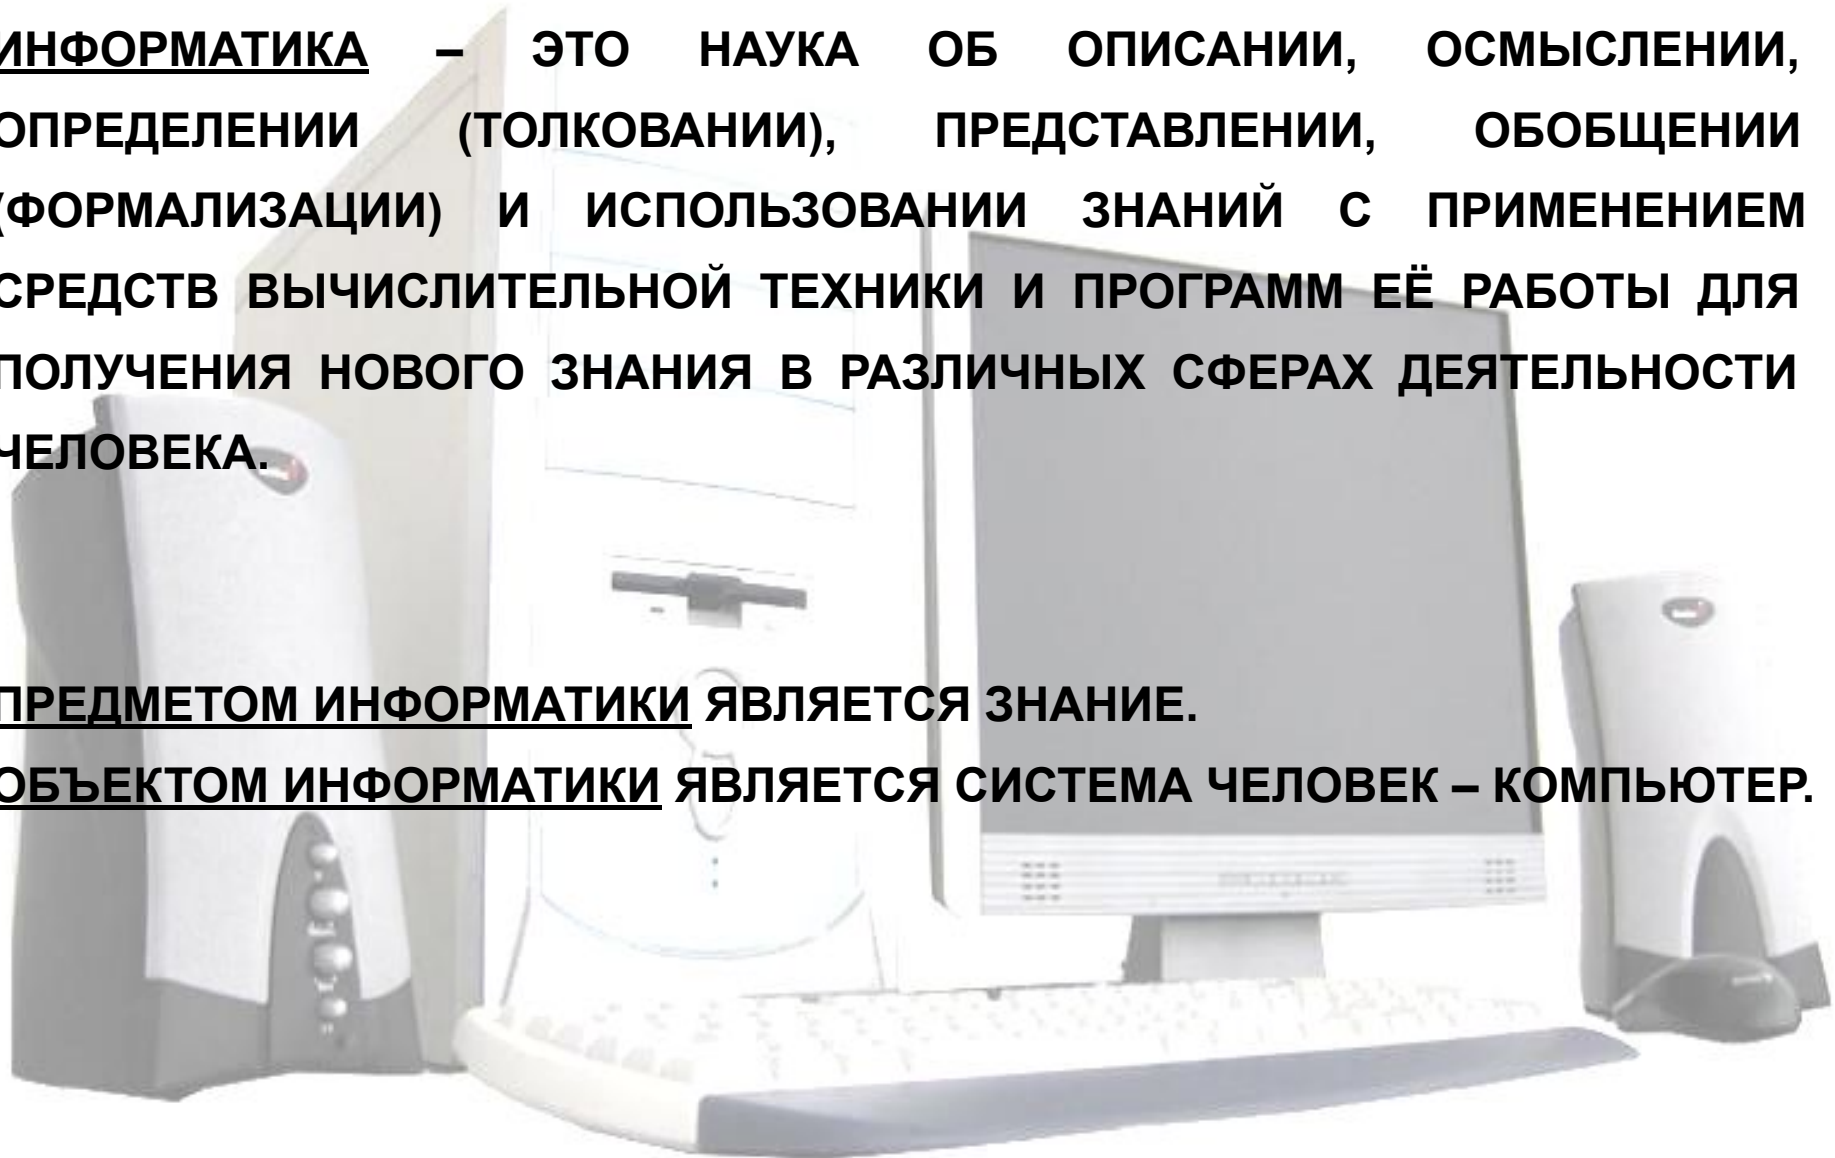 ИНФОРМАТИКА – ЭТО НАУКА ОБ ОПИСАНИИ, ОСМЫСЛЕНИИ,
ОПРЕДЕЛЕНИИ (ТОЛКОВАНИИ), ПРЕДСТАВЛЕНИИ, ОБОБЩЕНИИ
(ФОРМАЛИЗАЦИИ) И ИСПОЛЬЗОВАНИИ ЗНАНИЙ С ПРИМЕНЕНИЕМ
СРЕДСТВ ВЫЧИСЛИТЕЛЬНОЙ ТЕХНИКИ И ПРОГРАММ ЕЁ РАБОТЫ ДЛЯ
ПОЛУЧЕНИЯ НОВОГО ЗНАНИЯ В РАЗЛИЧНЫХ СФЕРАХ ДЕЯТЕЛЬНОСТИ
ЧЕЛОВЕКА.
ПРЕДМЕТОМ ИНФОРМАТИКИ ЯВЛЯЕТСЯ ЗНАНИЕ.
ОБЪЕКТОМ ИНФОРМАТИКИ ЯВЛЯЕТСЯ СИСТЕМА ЧЕЛОВЕК – КОМПЬЮТЕР.